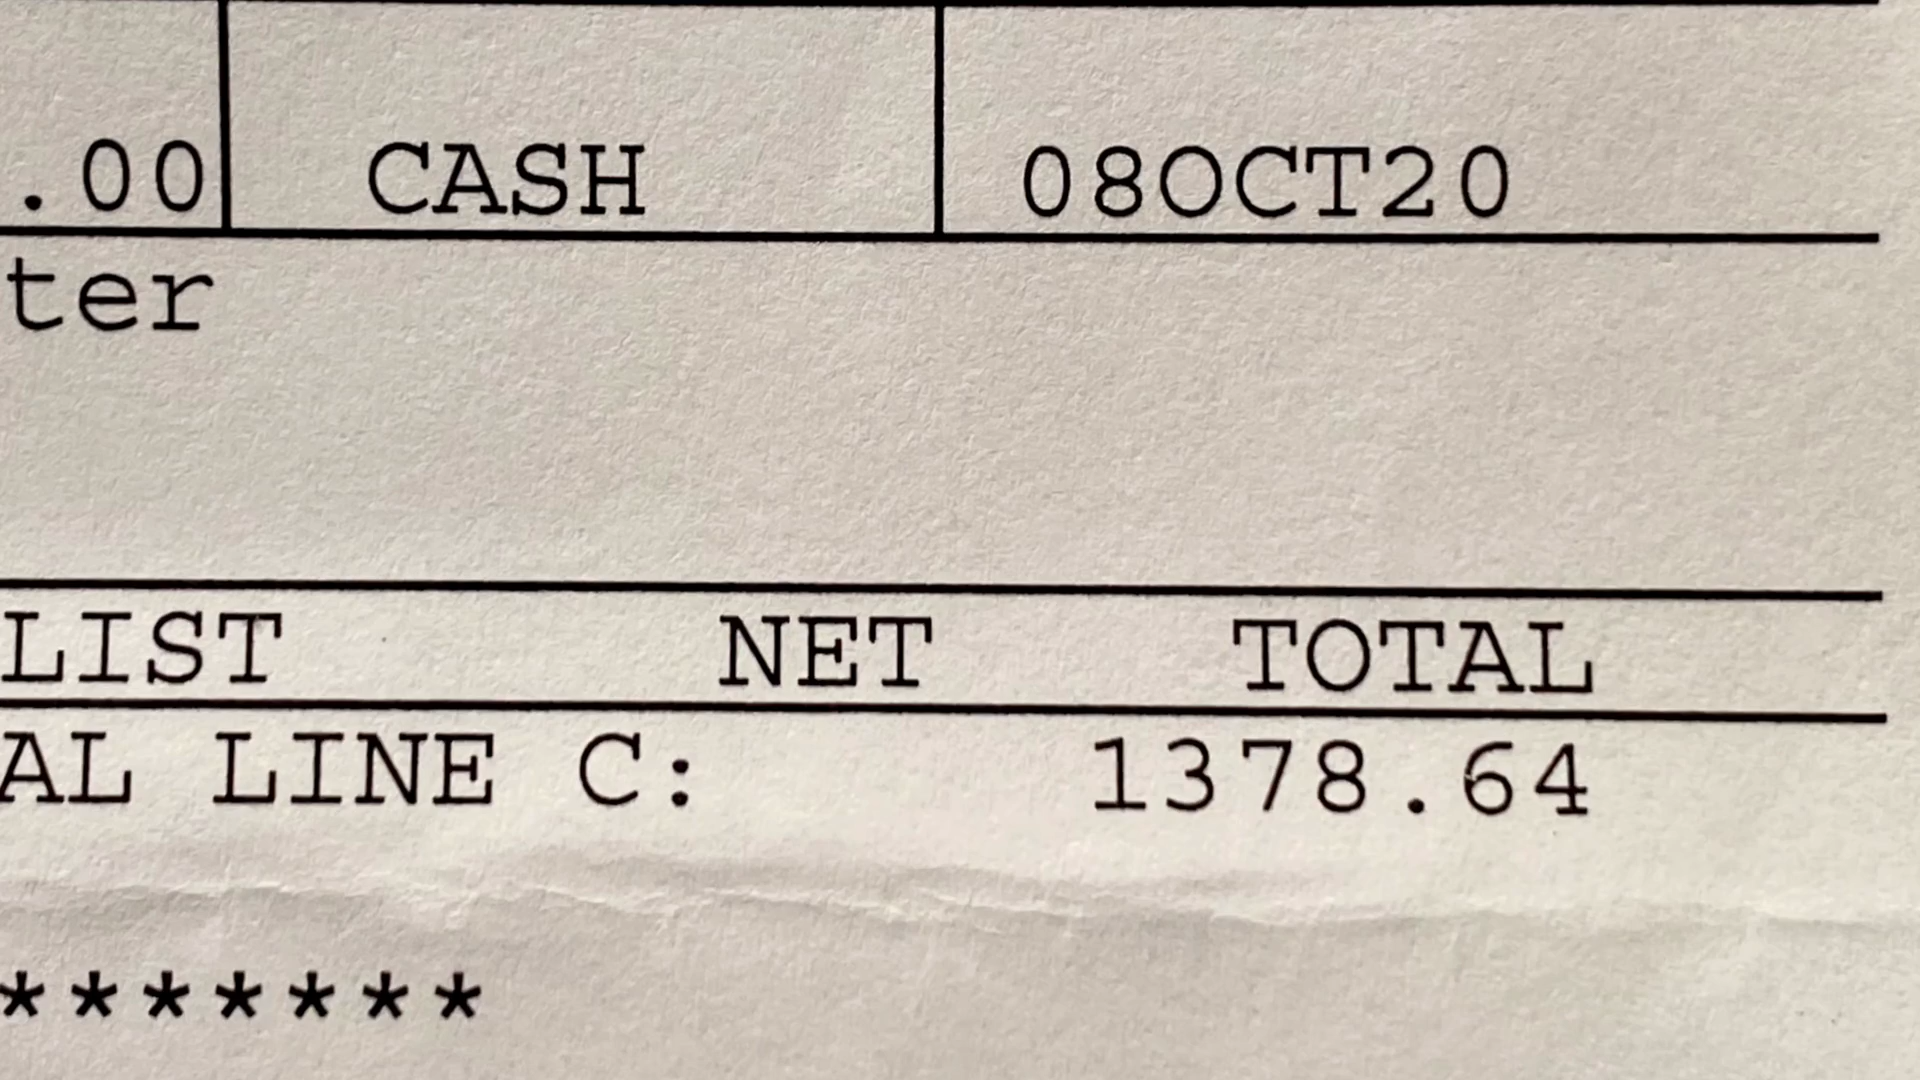 .00 CASH 08OCT20
ter
LIST NET TOTAL
AL LINE C: 1378.64
*******